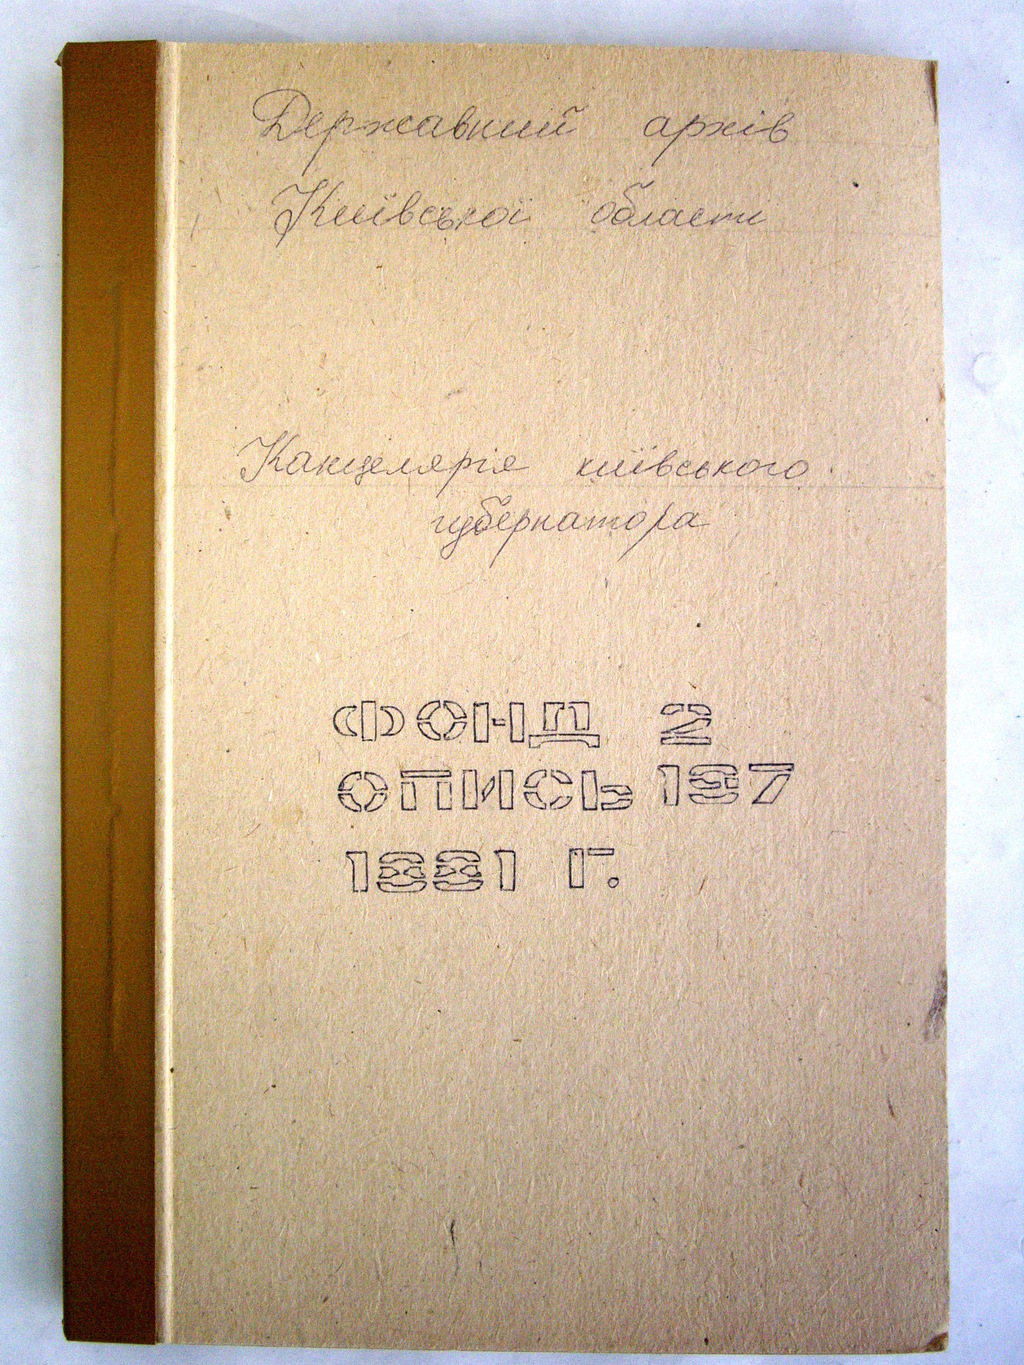 Державний архів
Київської області
Канцелярія київського
губернатора
ФОНД 2
ОПИСЬ 197
1881 Г.